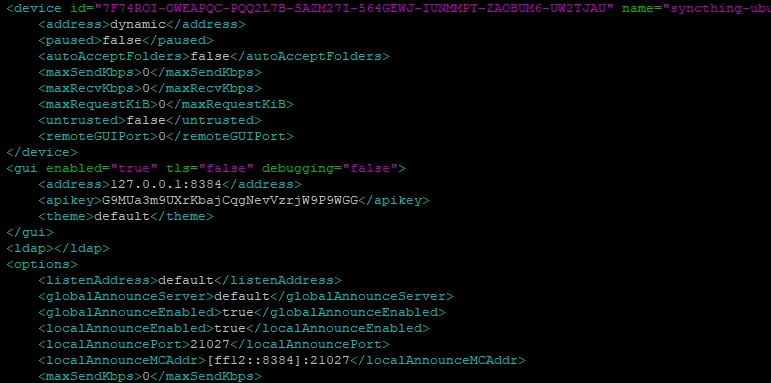 <device id="7F74ROI-OWEAPQC-PQQ2L7B-SAZM27I-564GEWJ-IUNMMPT-ZAOBUM6-UW2TJAU" name="syncthing-ubu
<address>dynamic</address>
<paused>false</paused>
<autoAcceptFolders>false</autoAcceptFolders>
<maxSendKbps>0</maxSendKbps>
<maxRecvKbps>0</maxRecvKbps>
<maxRequestKiB>0</maxRequestKiB>
<untrusted>false</untrusted>
<remoteGUIPort>0</remoteGUIPort>
</device>
<gui enabled="true" tls="false" debugging="false">
<address>127.0.0.1:8384</address>
<apikey>G9MUa3m9UXrKbajCqgNevVzrjW9P9WGG</apikey>
<theme>default</theme>
</gui>
<ldap></ldap>
<options>
<listenAddress>default</listenAddress>
<globalAnnounceServer>default</globalAnnounceServer>
<globalAnnounceEnabled>true</globalAnnounceEnabled>
<localAnnounceEnabled>true</localAnnounceEnabled>
<localAnnouncePort>21027</localAnnouncePort>
<localAnnounceMCAddr>[ff12::8384]:21027</localAnnounceMCAddr>
<maxSendKbps>0</maxSendKbps>